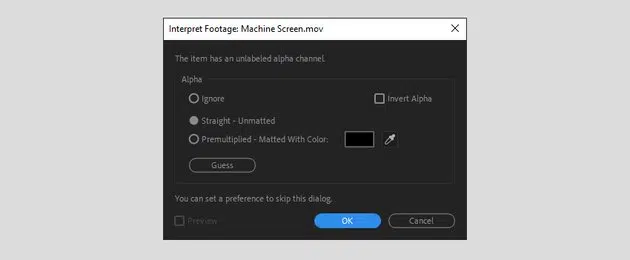 Interpret Footage: Machine Screen.mov
The item has an unlabeled alpha channel.
Alpha
Ignore
Invert Alpha
Straight - Unmatted
Premultiplied - Matted With Color:
Guess
You can set a preference to skip this dialog.
Preview
OK
Cancel